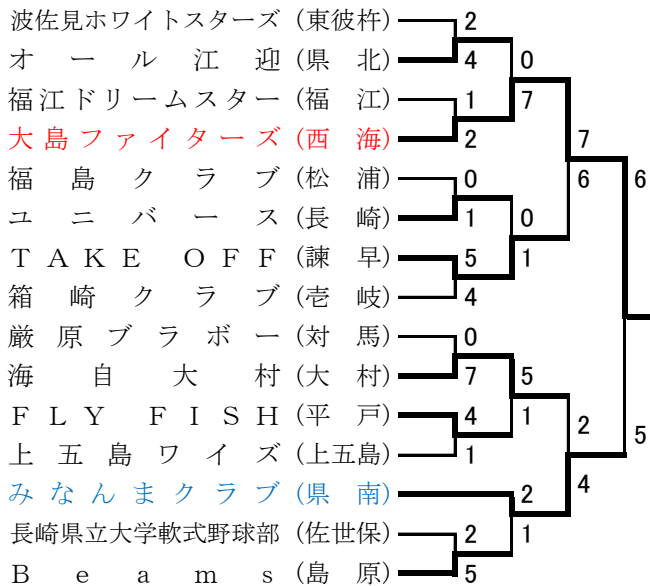 波佐見ホワイトスターズ (東彼杵) 2
オール江迎 (県北) 4 0
福江ドリームスター (福江) 1 7
大島ファイターズ (西海) 2 7
福島クラブ (松浦) 0 6 6
ユニバース (長崎) 1 0
TAKE OFF (諫早) 5 1
箱崎クラブ (壱岐) 4
厳原ブラボー (対馬) 0
海自大村 (大村) 7 5
FLY FISH (平戸) 4 1 2
上五島ワイズ (上五島) 1 5
みなんまクラブ (県南) 2 4
長崎県立大学軟式野球部 (佐世保) 2 1
Beams (島原) 5